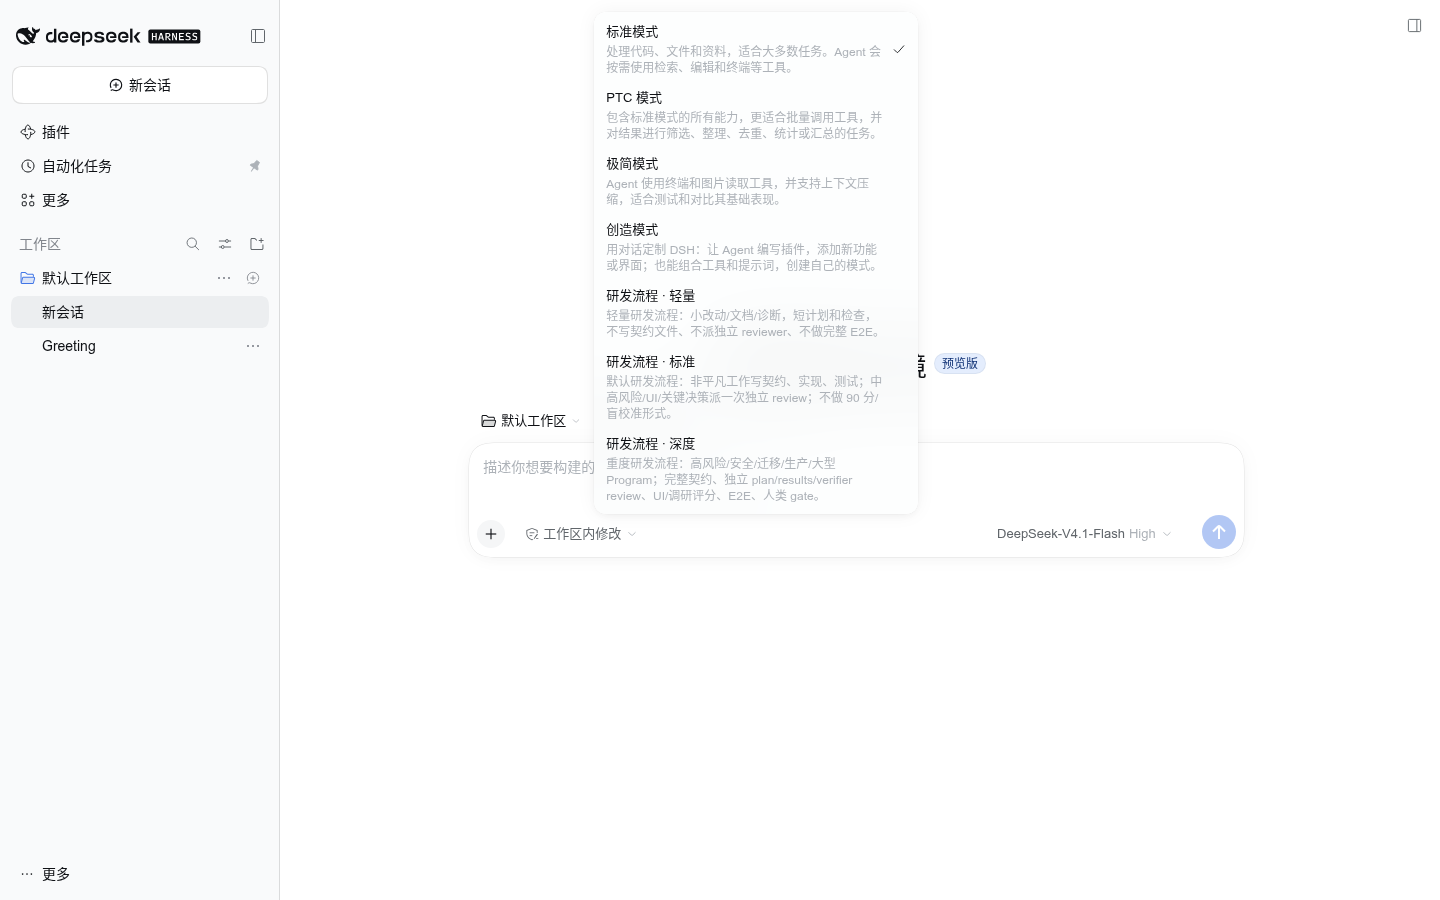 deepseek HARNESS
新会话
插件
自动化任务
更多
工作区
默认工作区
新会话
Greeting
更多
标准模式
处理代码、文件和资料，适合大多数任务。Agent 会
按需使用检索、编辑和终端等工具。
PTC 模式
包含标准模式的所有能力，更适合批量调用工具，并
对结果进行筛选、整理、去重、统计或汇总的任务。
极简模式
Agent 使用终端和图片读取工具，并支持上下文压
缩，适合测试和对比其基础表现。
创造模式
用对话定制 DSH：让 Agent 编写插件，添加新功能
或界面；也能组合工具和提示词，创建自己的模式。
研发流程 · 轻量
轻量研发流程：小改动/文档/诊断，短计划和检查，
不写契约文件、不派独立 reviewer、不做完整 E2E。
研发流程 · 标准
默认研发流程：非平凡工作写契约、实现、测试；中
高风险/UI/关键决策派一次独立 review；不做 90 分/
盲校准形式。
研发流程 · 深度
重度研发流程：高风险/安全/迁移/生产/大型
Program；完整契约、独立 plan/results/verifier
review、UI/调研评分、E2E、人类 gate。
预览版
默认工作区
描述你想要构建的
工作区内修改
DeepSeek-V4.1-Flash High